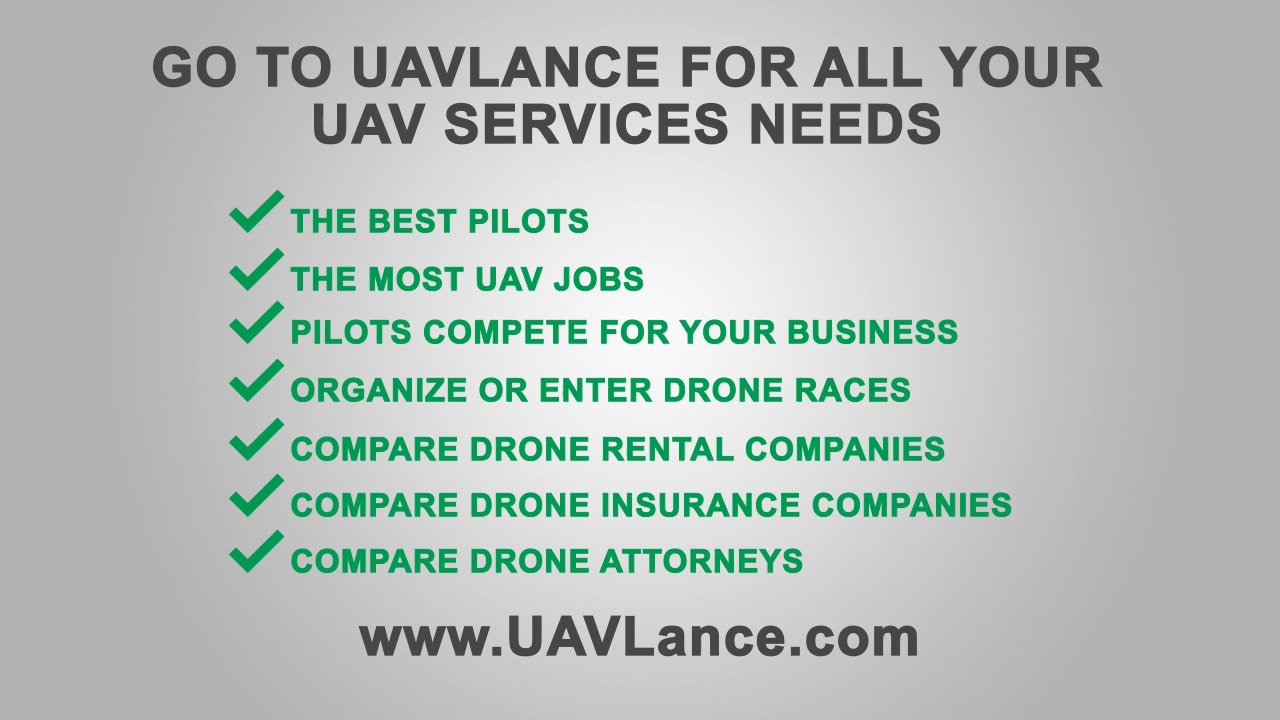 GO TO UAVLANCE FOR ALL YOUR
UAV SERVICES NEEDS
THE BEST PILOTS
THE MOST UAV JOBS
PILOTS COMPETE FOR YOUR BUSINESS
ORGANIZE OR ENTER DRONE RACES
COMPARE DRONE RENTAL COMPANIES
COMPARE DRONE INSURANCE COMPANIES
COMPARE DRONE ATTORNEYS
www.UAVLance.com